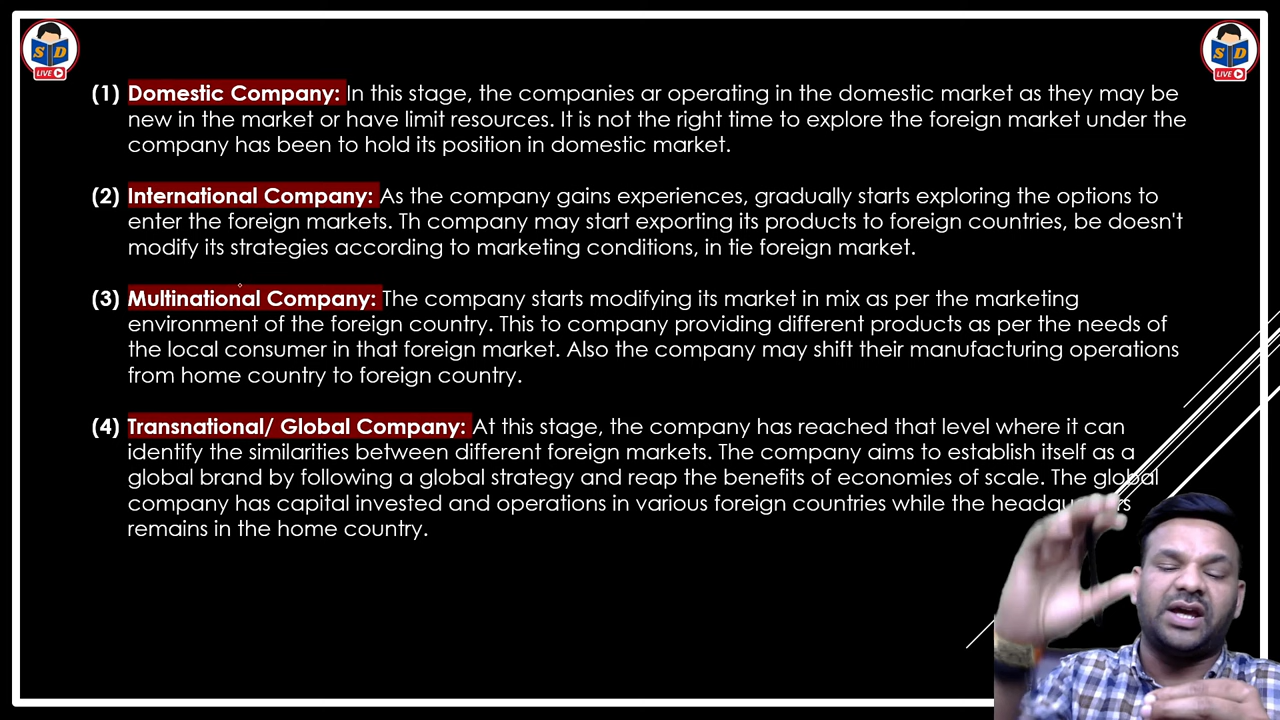 S D
LIVE
S D
LIVE
(1) Domestic Company: In this stage, the companies ar operating in the domestic market as they may be
new in the market or have limit resources. It is not the right time to explore the foreign market under the
company has been to hold its position in domestic market.
(2) International Company: As the company gains experiences, gradually starts exploring the options to
enter the foreign markets. Th company may start exporting its products to foreign countries, be doesn't
modify its strategies according to marketing conditions, in tie foreign market.
(3) Multinational Company: The company starts modifying its market in mix as per the marketing
environment of the foreign country. This to company providing different products as per the needs of
the local consumer in that foreign market. Also the company may shift their manufacturing operations
from home country to foreign country.
(4) Transnational/ Global Company: At this stage, the company has reached that level where it can
identify the similarities between different foreign markets. The company aims to establish itself as a
global brand by following a global strategy and reap the benefits of economies of scale. The global
company has capital invested and operations in various foreign countries while the
remains in the home country.